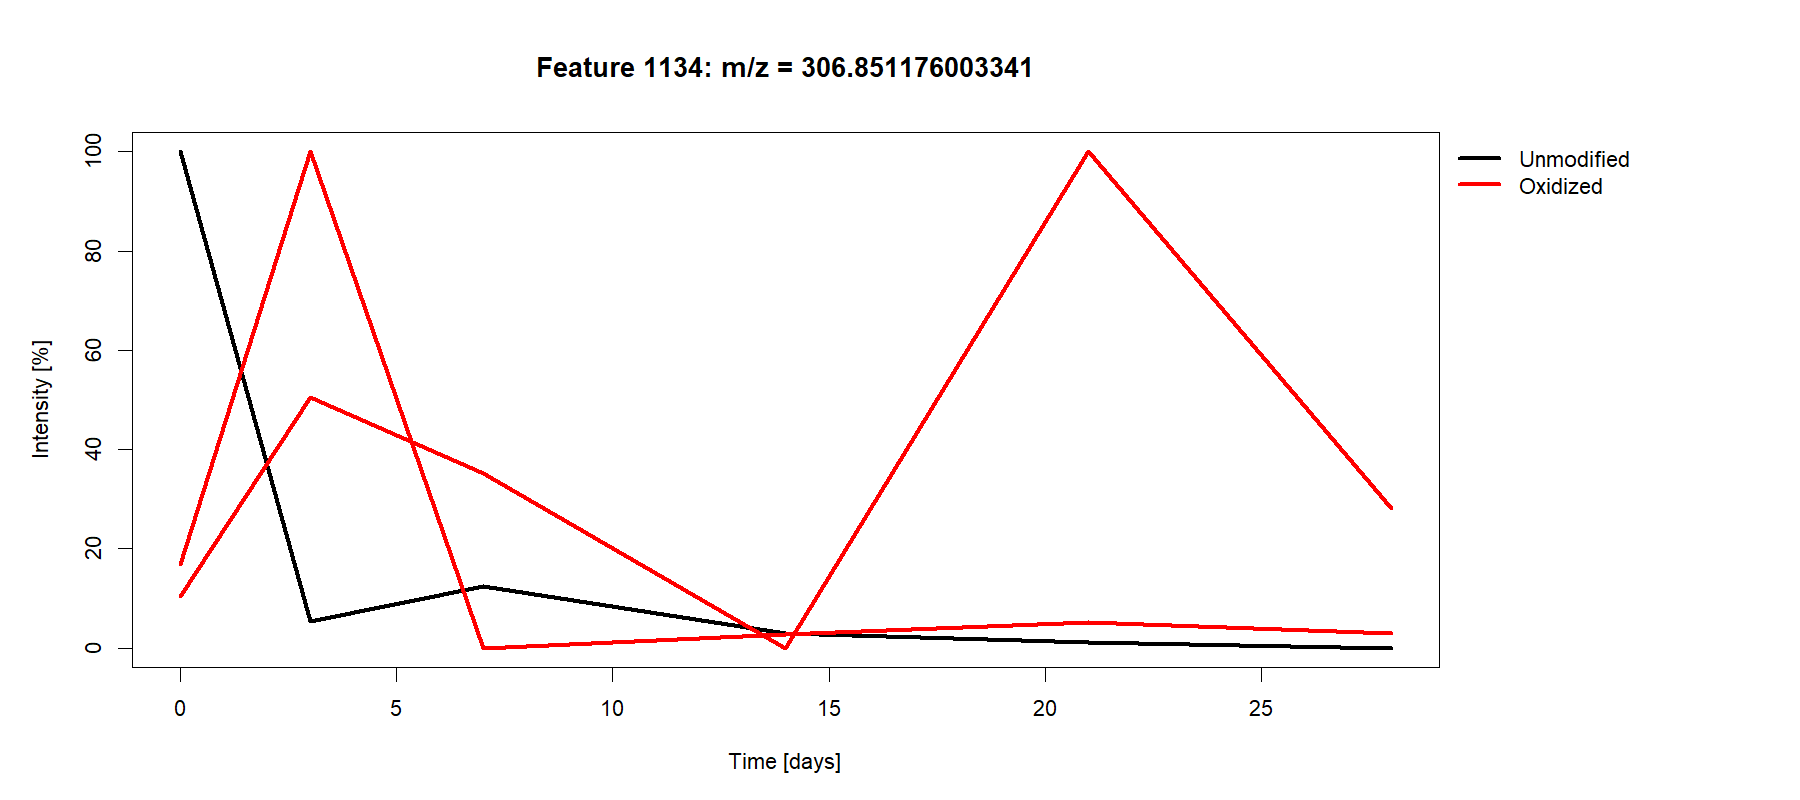 Feature 1134: m/z = 306.851176003341
Unmodified
Oxidized
Intensity [%]
100
80
60
40
20
0
0 5 10 15 20 25
Time [days]